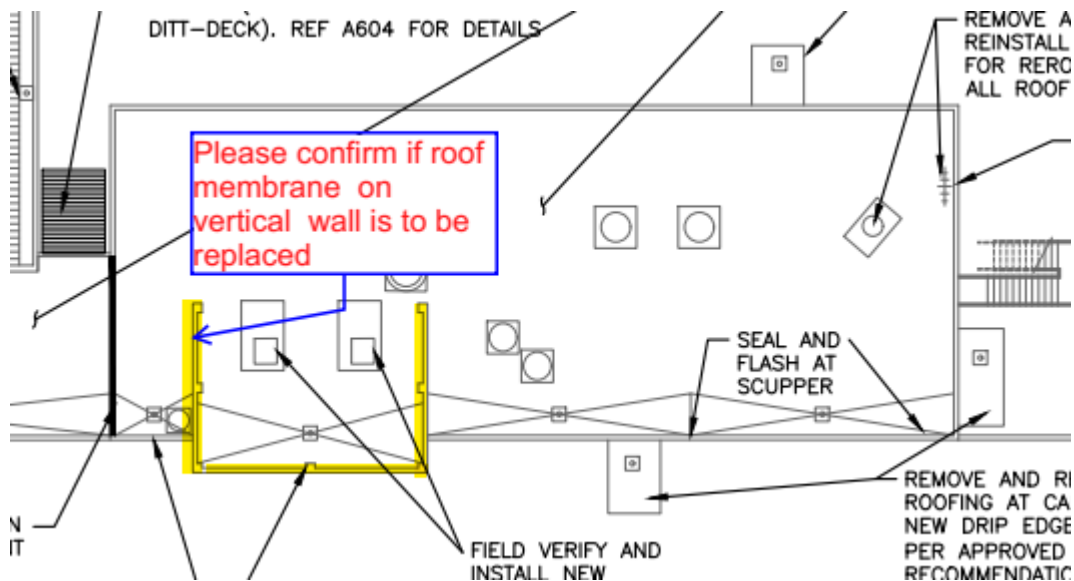 DITT-DECK). REF A604 FOR DETAILS
REMOVE A
REINSTALL
FOR RERO
ALL ROOF
Please confirm if roof
membrane on
vertical wall is to be
replaced
SEAL AND
FLASH AT
SCUPPER
N
IT
FIELD VERIFY AND
INSTALL NEW
REMOVE AND RE
ROOFING AT CA
NEW DRIP EDGE
PER APPROVED
RECOMMENDATIO